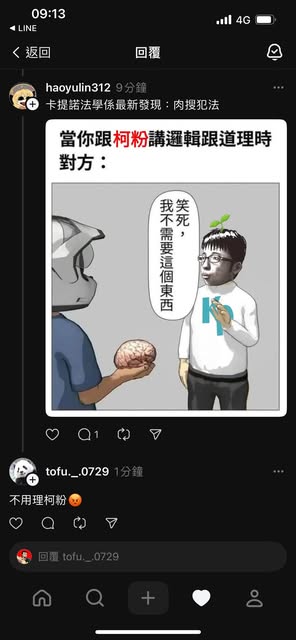 09:13
4G 94
◀ LINE
返回
回覆
haoyulin312 9分鐘
卡提諾法學係最新發現：肉搜犯法
當你跟柯粉講邏輯跟道理時
對方：
笑死，
我不需要這個東西
KP
1
tofu._.0729 1分鐘
不用理柯粉😡
回覆 tofu._.0729